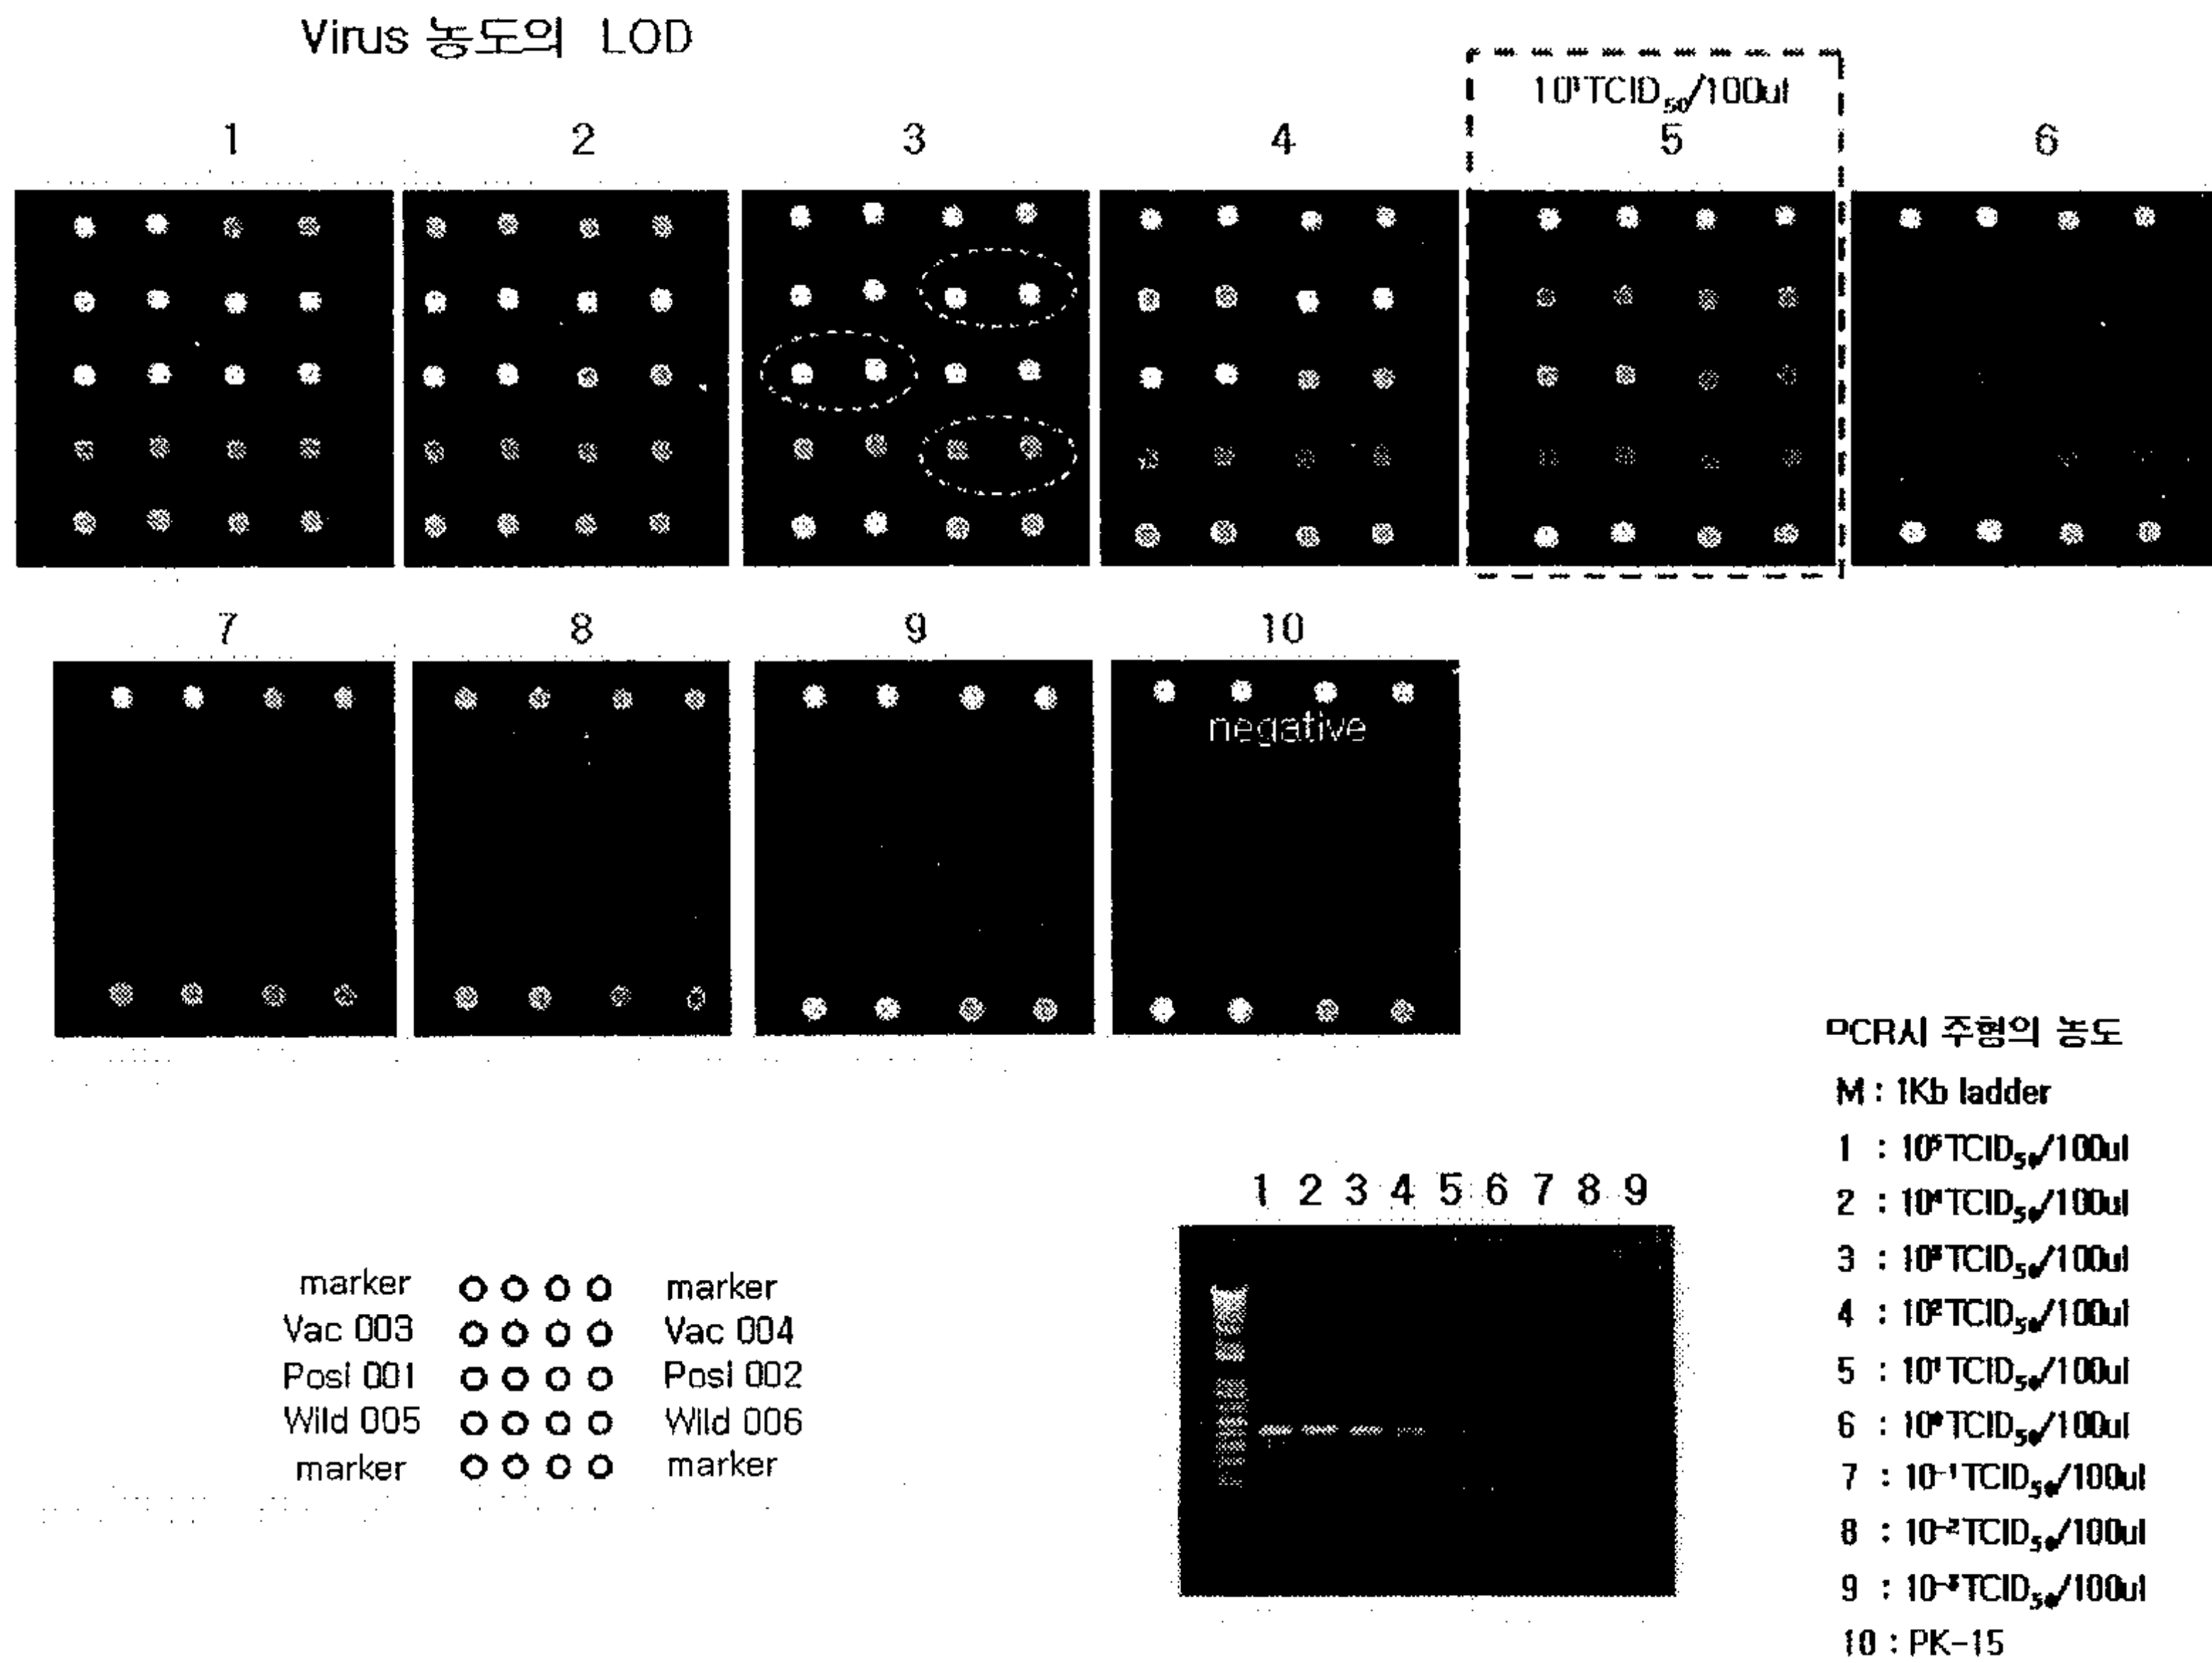 Virus 농도의 LOD
10¹TCID₅₀/100ul
1 2 3 4 5 6
7 8 9 10
negative
PCR시 주형의 농도
M : 1Kb ladder
1 : 10⁵TCID₅₀/100ul
2 : 10⁴TCID₅₀/100ul
3 : 10³TCID₅₀/100ul
4 : 10²TCID₅₀/100ul
5 : 10¹TCID₅₀/100ul
6 : 10⁰TCID₅₀/100ul
7 : 10⁻¹TCID₅₀/100ul
8 : 10⁻²TCID₅₀/100ul
9 : 10⁻³TCID₅₀/100ul
10 : PK-15
1 2 3 4 5 6 7 8 9
marker marker
Vac 003 Vac 004
Posi 001 Posi 002
Wild 005 Wild 006
marker marker